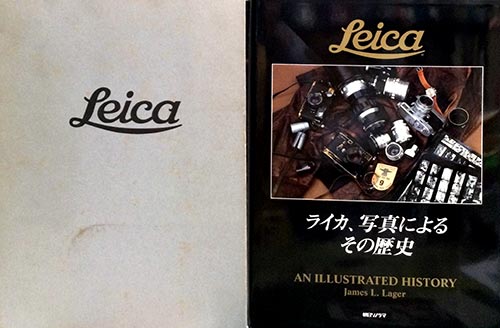 Leica
Leica
9
ライカ、写真による
その歴史
AN ILLUSTRATED HISTORY
James L. Lager